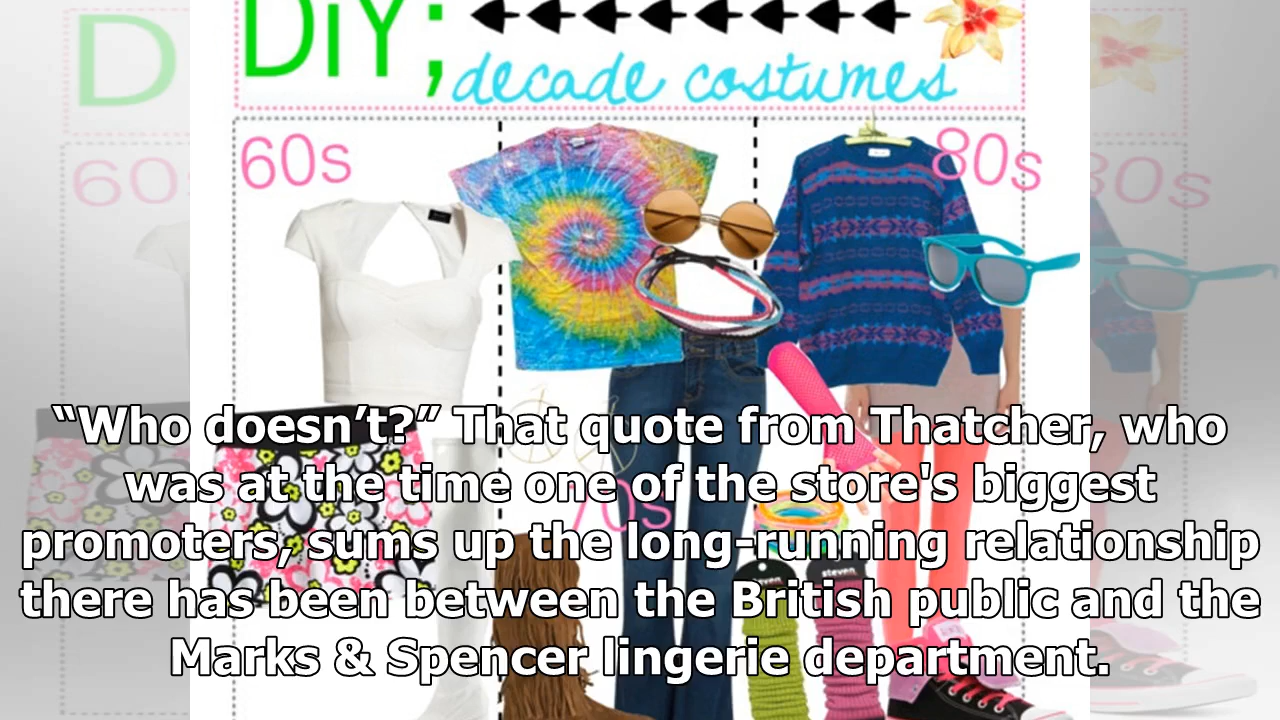 DiY;
decade costumes
60s
80s
70s
“Who doesn’t?” That quote from Thatcher, who
was at the time one of the store's biggest
promoters, sums up the long-running relationship
there has been between the British public and the
Marks & Spencer lingerie department.
steven
steven